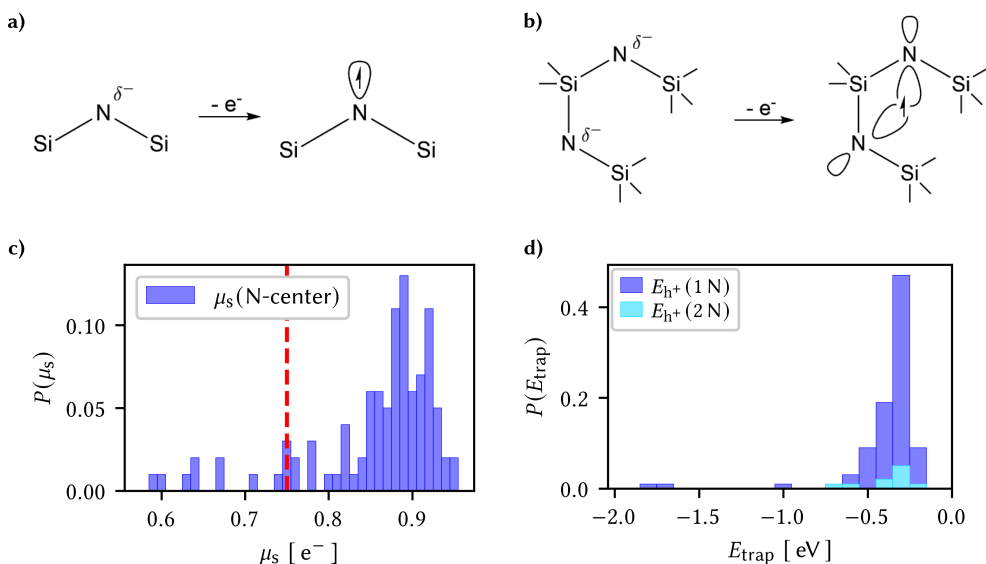 a)
b)
Si N δ⁻ Si
- e⁻
Si N Si
Si N δ⁻ Si
N δ⁻ Si
- e⁻
Si N Si
N Si
c)
d)
μs(N-center)
P(μs)
0.10
0.05
0.00
0.6 0.7 0.8 0.9
μs [ e⁻ ]
Eh+(1 N)
Eh+(2 N)
P(Etrap)
0.4
0.2
0.0
−2.0 −1.5 −1.0 −0.5 0.0
Etrap [ eV ]